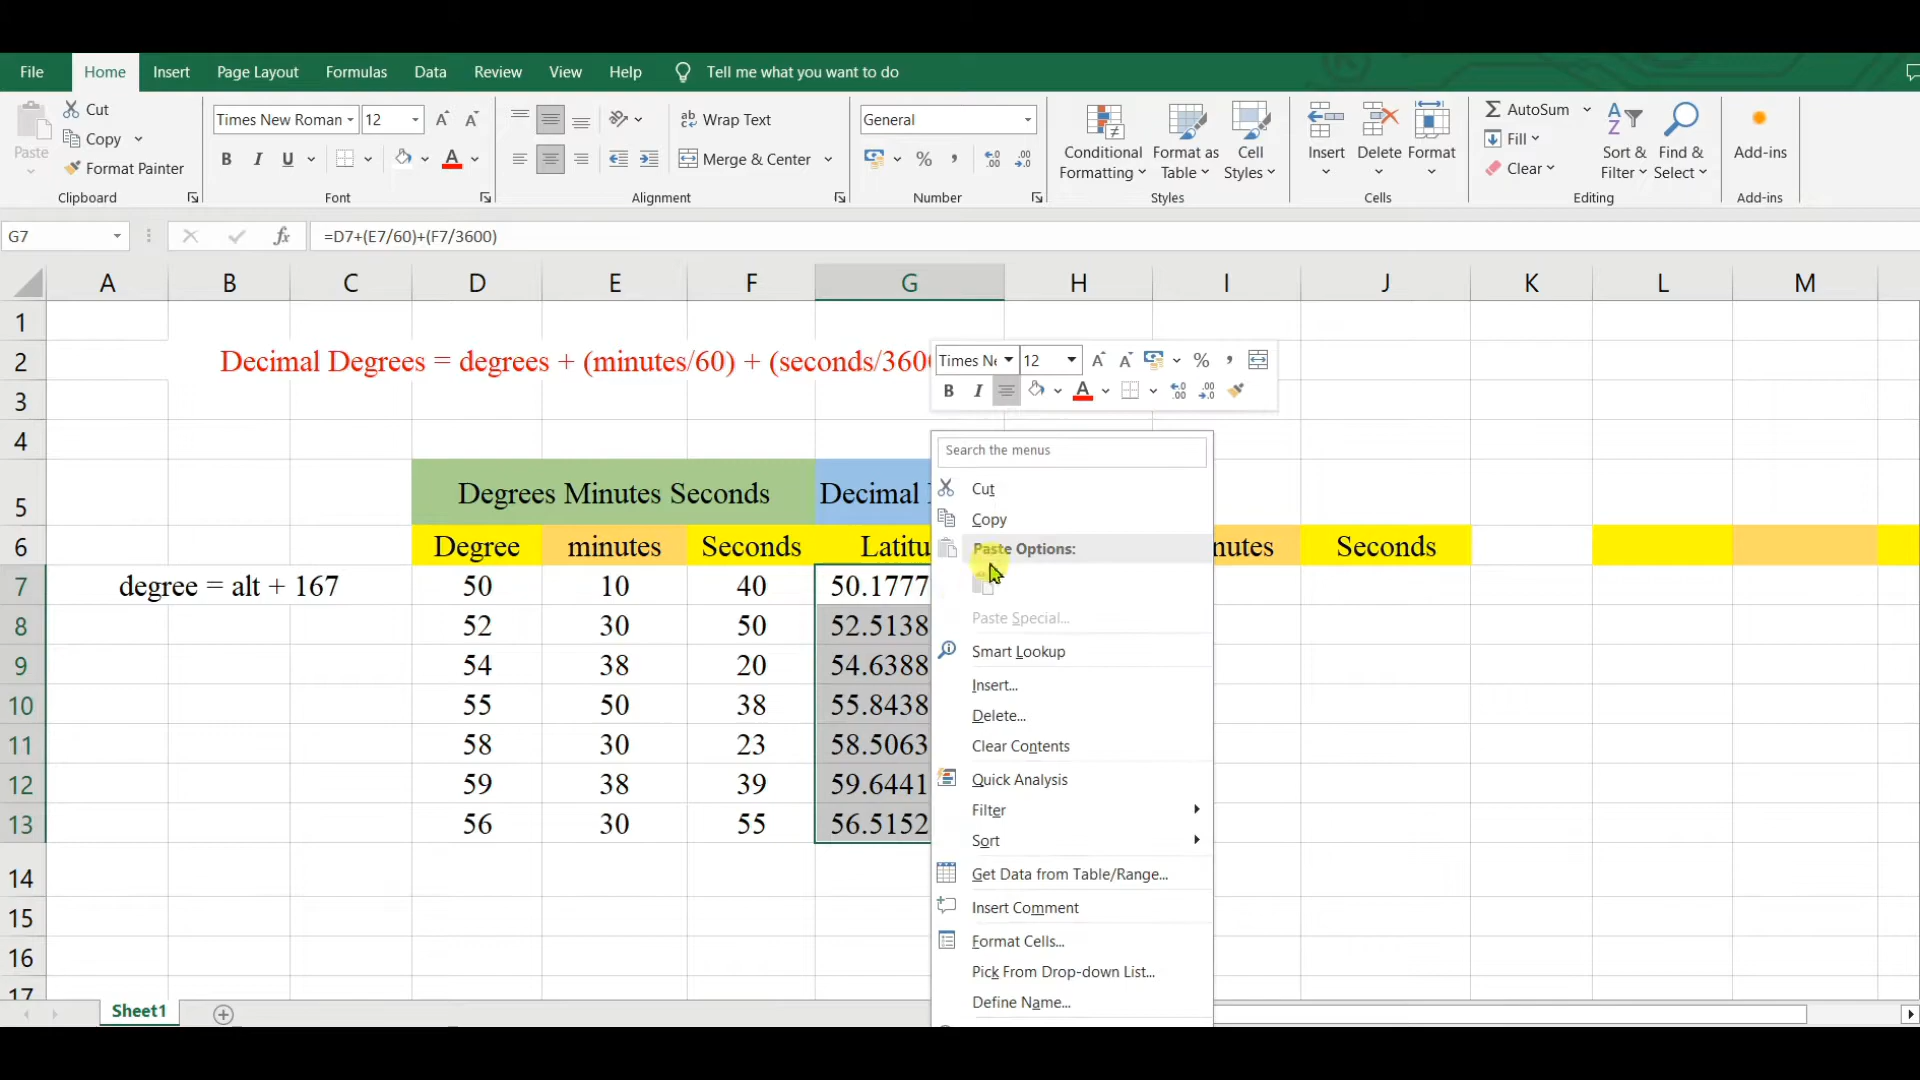 File Home Insert Page Layout Formulas Data Review View Help Tell me what you want to do
Cut
Copy
Paste
Format Painter
Clipboard
Times New Roman 12
B I U A
Font
Wrap Text
Merge & Center
Alignment
General
Number
Conditional Formatting
Format as Table
Cell Styles
Styles
Insert Delete Format
Cells
AutoSum
Fill
Clear
Sort & Filter
Find & Select
Editing
Add-ins
Add-ins
G7 fx =D7+(E7/60)+(F7/3600)
A B C D E F G H I J K L M
1
2 Decimal Degrees = degrees + (minutes/60) + (seconds/3600
3
4
5 Degrees Minutes Seconds Decimal
6 Degree minutes Seconds Latitu nutes Seconds
7 degree = alt + 167 50 10 40 50.1777
8 52 30 50 52.5138
9 54 38 20 54.6388
10 55 50 38 55.8438
11 58 30 23 58.5063
12 59 38 39 59.6441
13 56 30 55 56.5152
14
15
16
17
Times Ne 12
B I A
Search the menus
Cut
Copy
Paste Options:
Paste Special...
Smart Lookup
Insert...
Delete...
Clear Contents
Quick Analysis
Filter
Sort
Get Data from Table/Range...
Insert Comment
Format Cells...
Pick From Drop-down List...
Define Name...
Sheet1